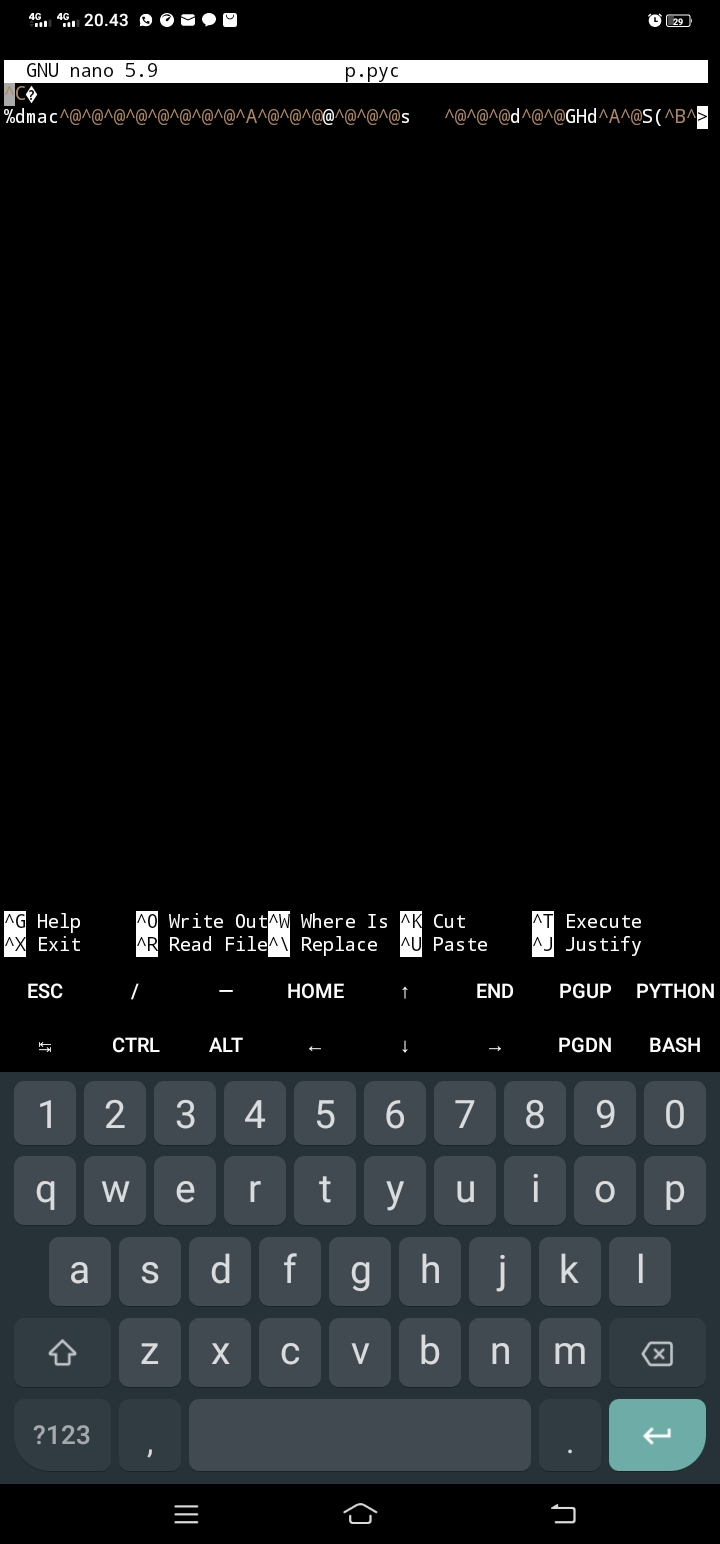 4G 4G 20.43 29
GNU nano 5.9 p.pyc
^C�
%dmac^@^@^@^@^@^@^@^@^A^@^@^@@^@^@^@s ^@^@^@d^@^@GHd^A^@S(^B^>
^G Help ^O Write Out ^W Where Is ^K Cut ^T Execute
^X Exit ^R Read File ^\ Replace ^U Paste ^J Justify
ESC / — HOME ↑ END PGUP PYTHON
↹ CTRL ALT ← ↓ → PGDN BASH
1 2 3 4 5 6 7 8 9 0
q w e r t y u i o p
a s d f g h j k l
z x c v b n m
?123 , .